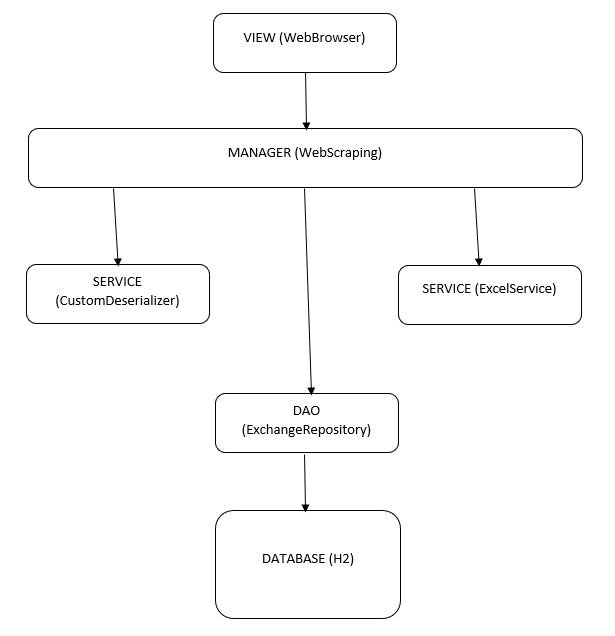 VIEW (WebBrowser)
MANAGER (WebScraping)
SERVICE
(CustomDeserializer)
SERVICE (ExcelService)
DAO
(ExchangeRepository)
DATABASE (H2)